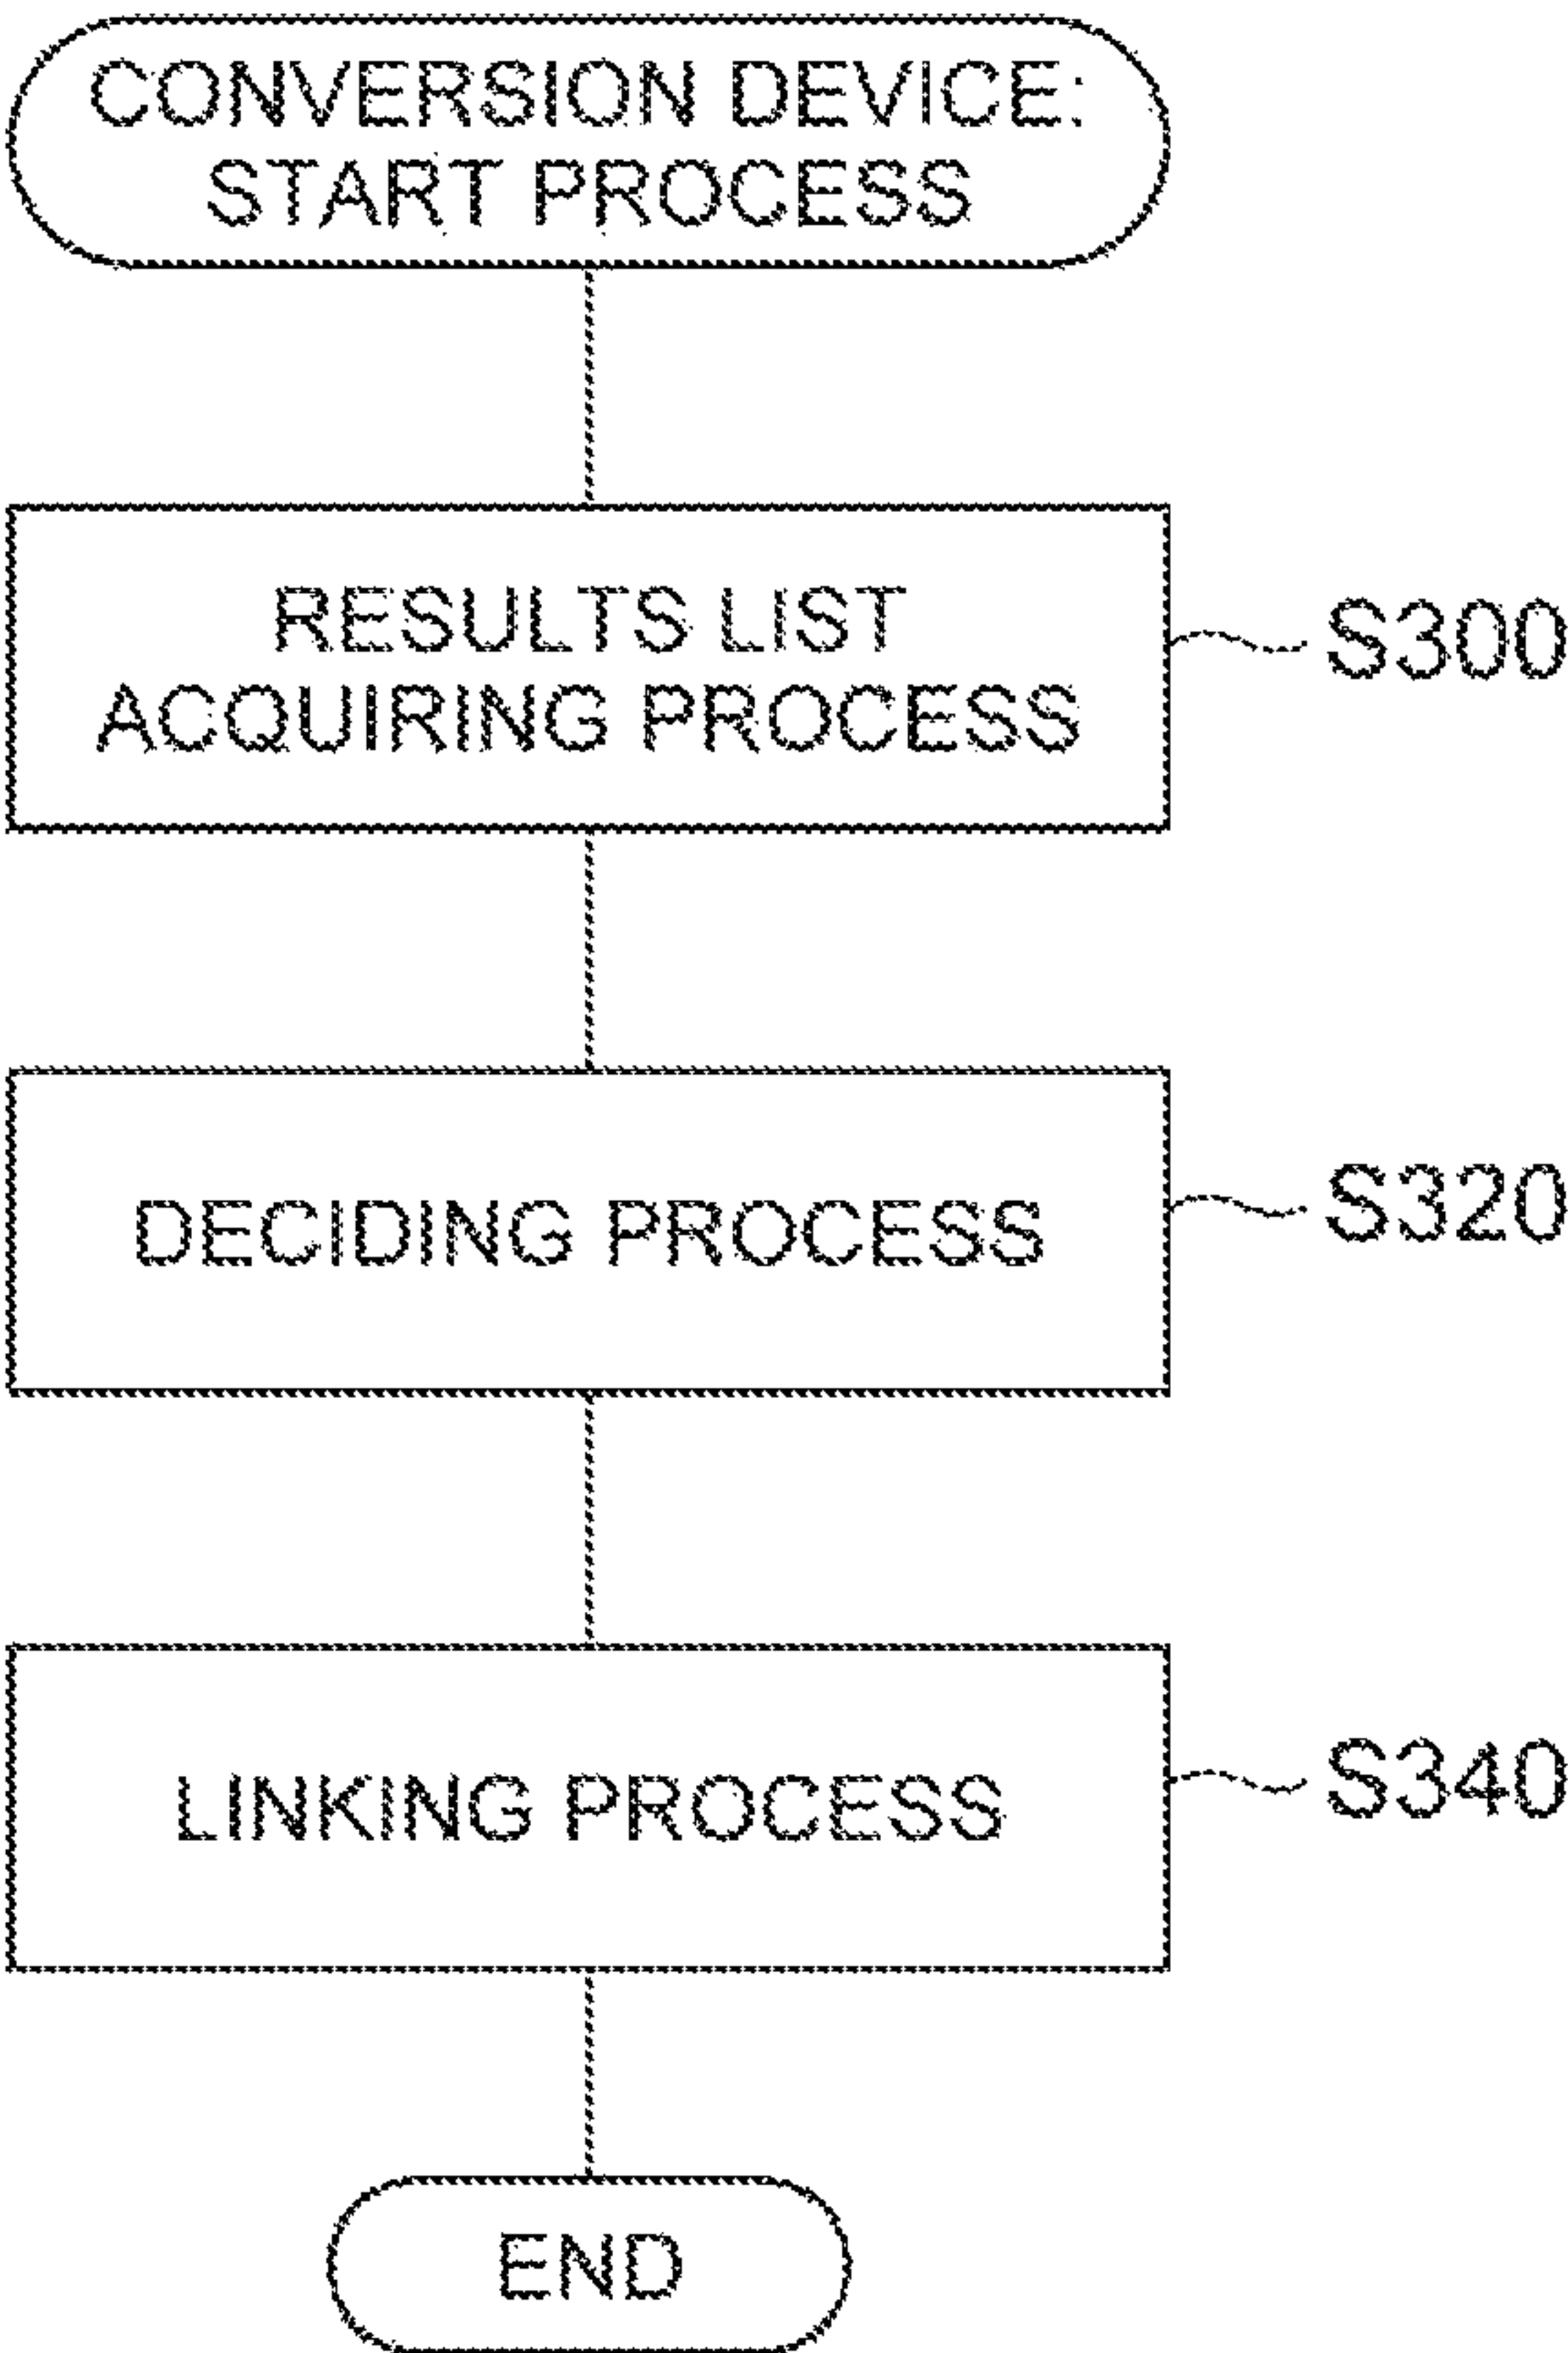 CONVERSION DEVICE:
START PROCESS
RESULTS LIST
ACQUIRING PROCESS
S300
DECIDING PROCESS
S320
LINKING PROCESS
S340
END